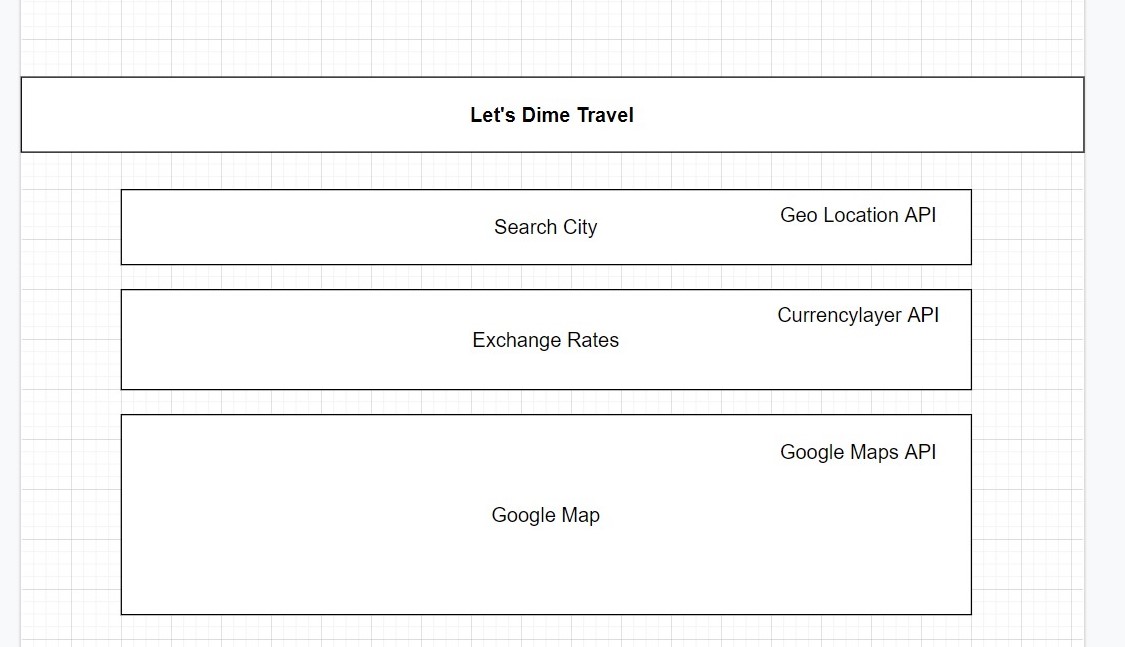 Let's Dime Travel
Search City
Geo Location API
Exchange Rates
Currencylayer API
Google Maps API
Google Map